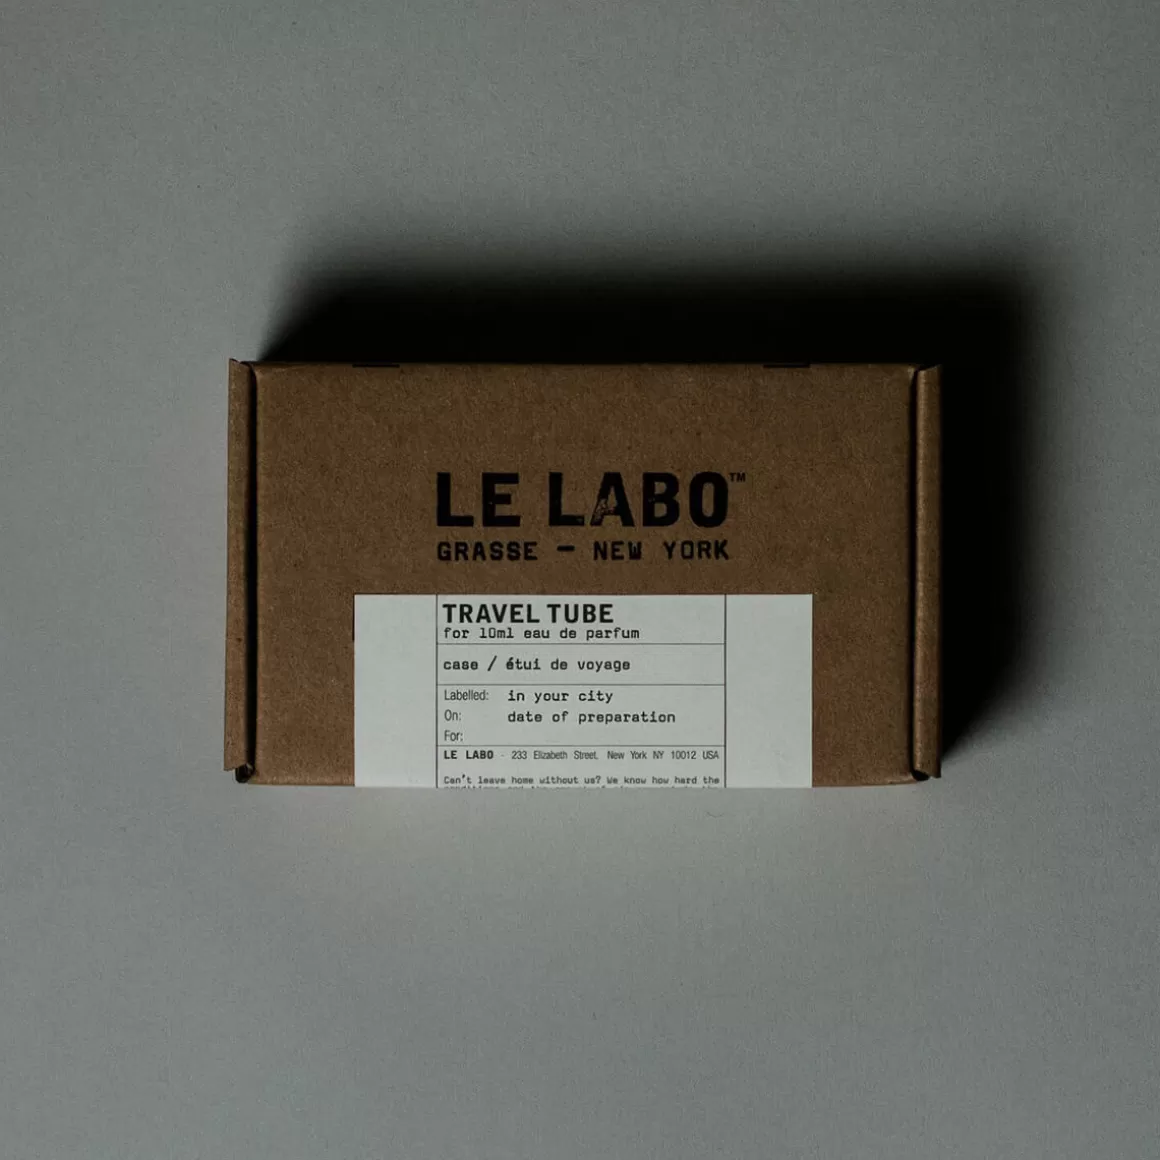 LE LABO™
GRASSE — NEW YORK
TRAVEL TUBE
for 10ml eau de parfum
case / étui de voyage
Labelled: in your city
On: date of preparation
For:
LE LABO - 233 Elizabeth Street, New York NY 10012 USA
Can't leave home without us? We know how hard the